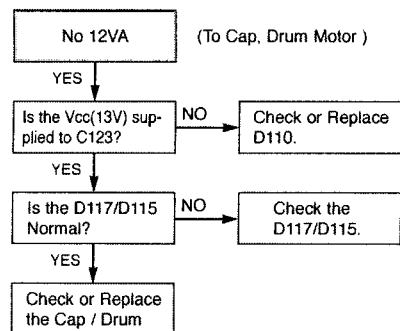 No 12VA
(To Cap, Drum Motor )
YES
Is the Vcc(13V) sup-
plied to C123?
NO
Check or Replace
D110.
YES
Is the D117/D115
Normal?
NO
Check the
D117/D115.
YES
Check or Replace
the Cap / Drum